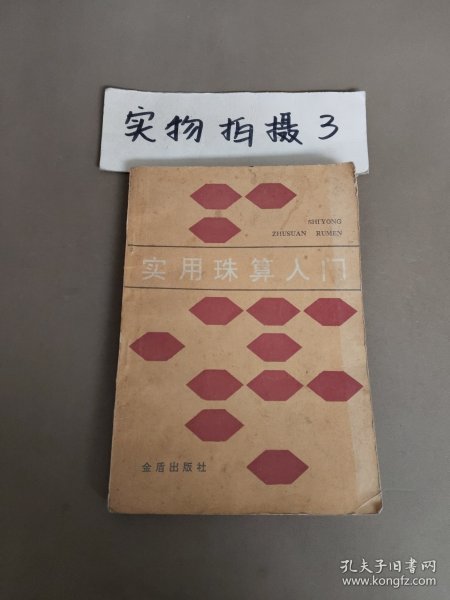 实物拍摄3
SHIYONG
ZHUSUAN RUMEN
实用珠算入门
金盾出版社
孔夫子旧书网
www.kongfz.com